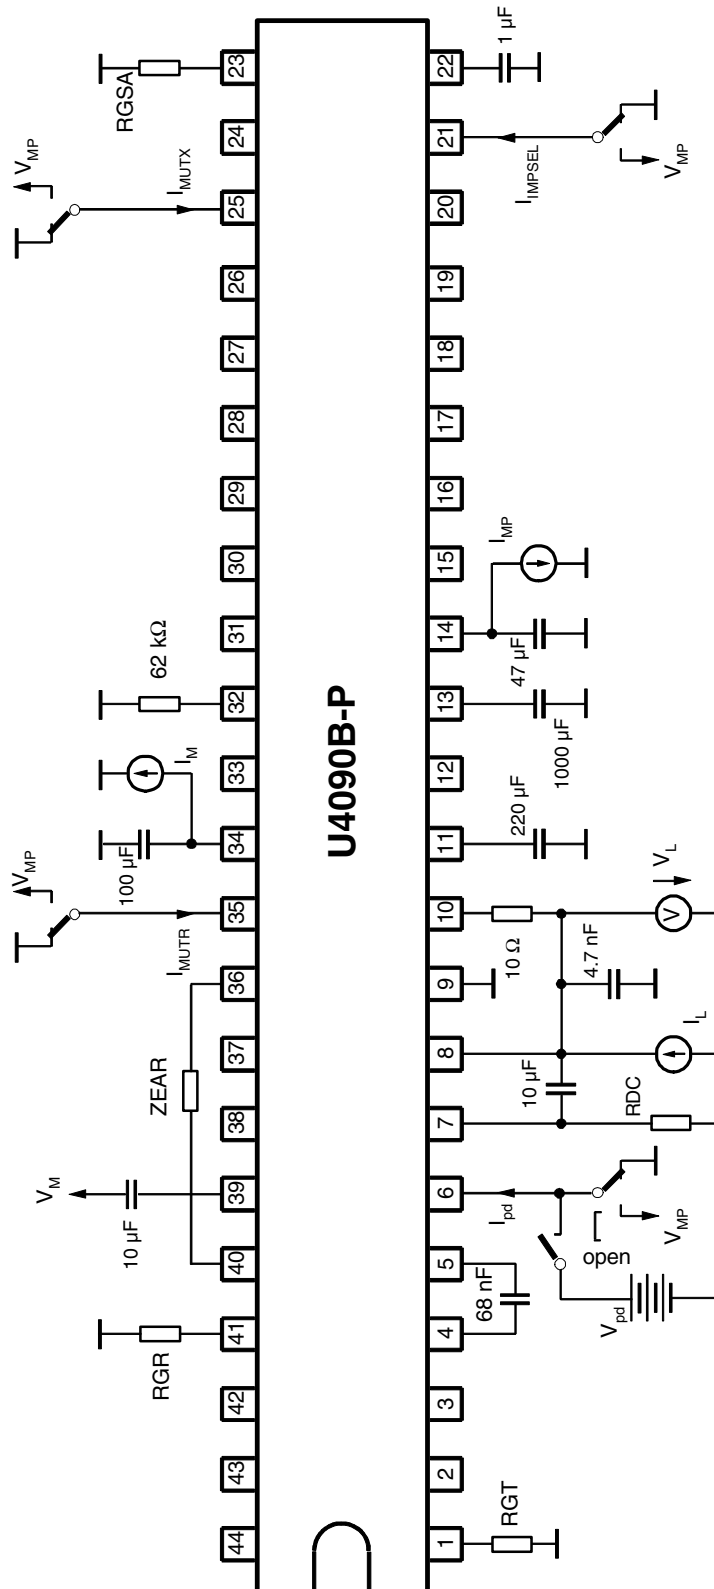 23
RGSA
24
V_MP
I_MUTX
25
26
27
28
29
30
31
62 kΩ
32
33
I_M
34
100 μF
V_MP
35
I_MUTR
36
37
ZEAR
38
V_M
39
10 μF
40
41
RGR
42
43
44
U4090B-P
22
1 μF
21
I_IMPSEL
V_MP
20
19
18
17
16
15
I_MP
14
47 μF
13
1000 μF
12
220 μF
11
V_L
10
10 Ω
V
4.7 nF
9
8
I_L
10 μF
7
RDC
6
I_pd
V_MP
open
5
68 nF
V_pd
4
3
2
1
RGT